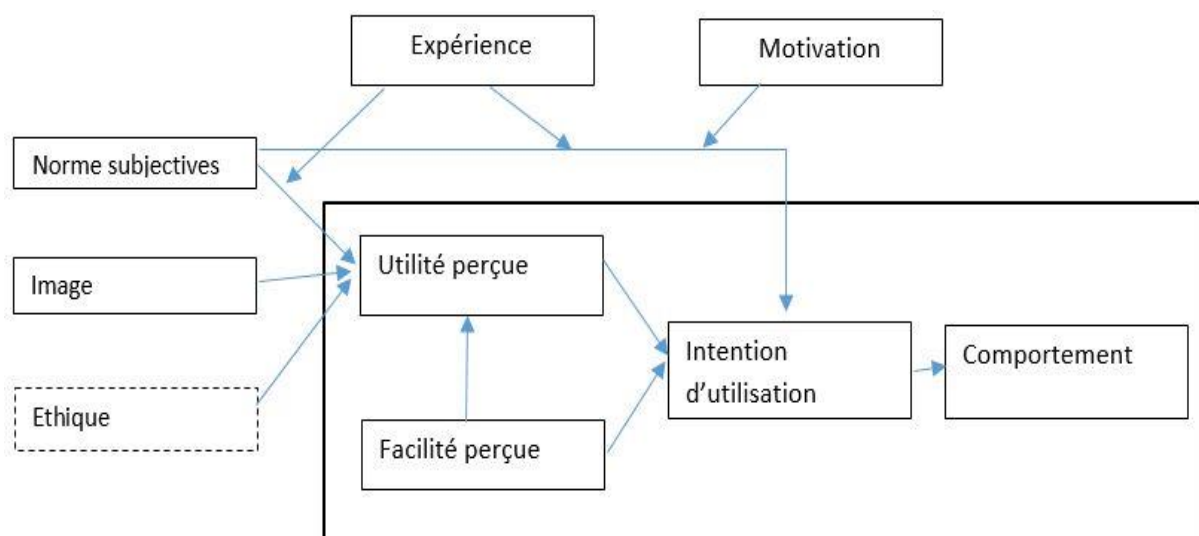 Expérience
Motivation
Norme subjectives
Utilité perçue
Image
Intention
d'utilisation
Comportement
Ethique
Facilité perçue